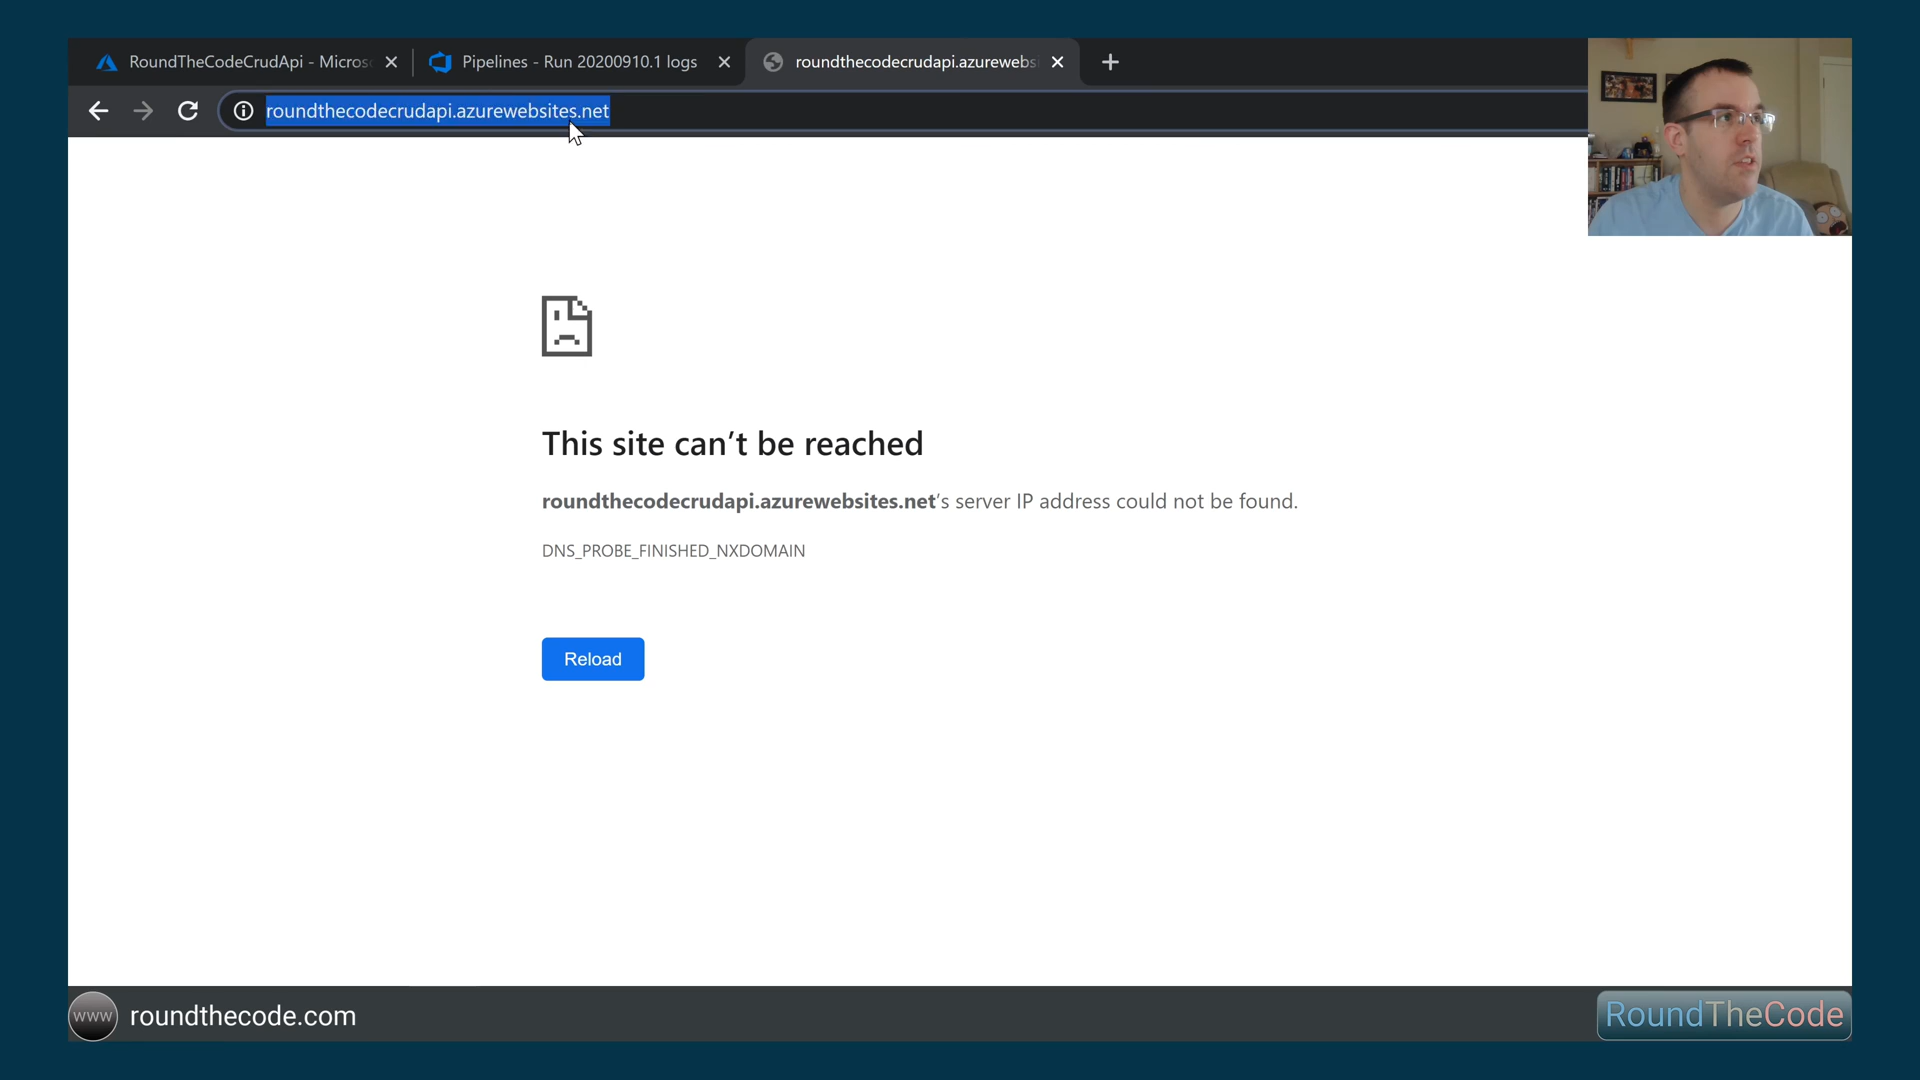 RoundTheCodeCrudApi - Micros
Pipelines - Run 20200910.1 logs
roundthecodecrudapi.azurewebsi
roundthecodecrudapi.azurewebsites.net
This site can’t be reached
roundthecodecrudapi.azurewebsites.net’s server IP address could not be found.
DNS_PROBE_FINISHED_NXDOMAIN
Reload
www roundthecode.com
RoundTheCode